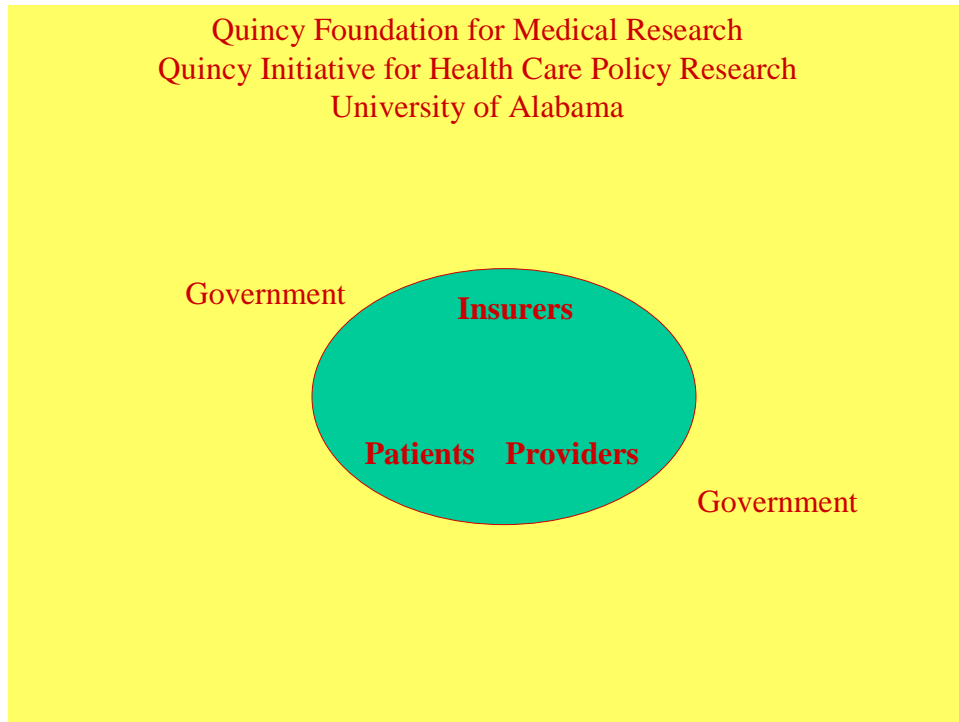 Quincy Foundation for Medical Research
Quincy Initiative for Health Care Policy Research
University of Alabama
Government
Insurers
Patients Providers
Government